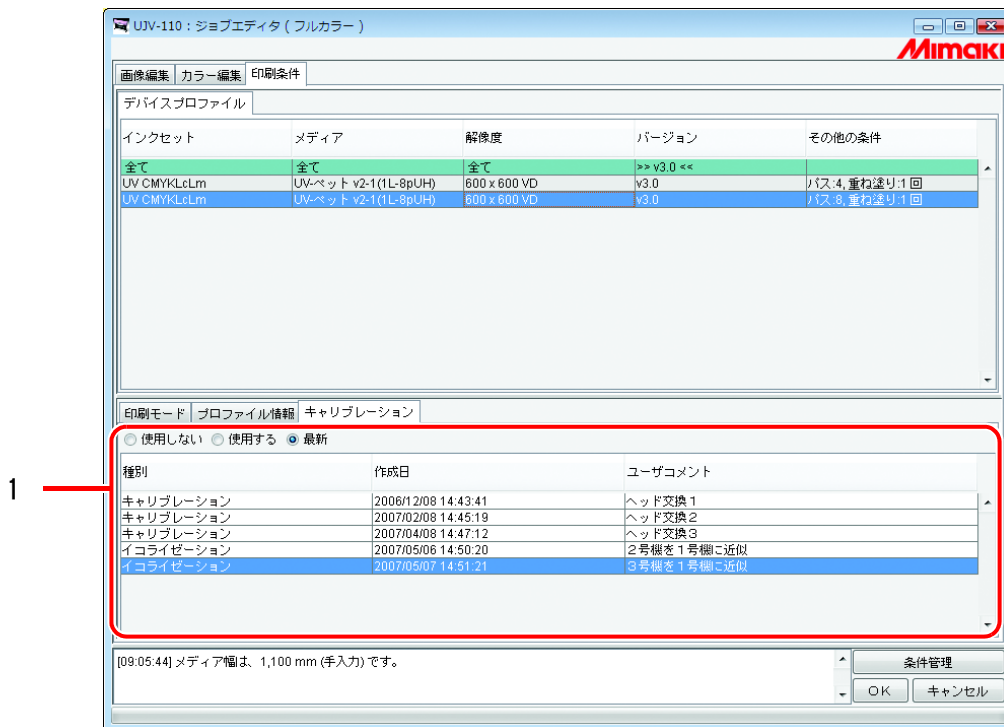 UJV-110 : ジョブエディタ ( フルカラー )
Mimaki
画像編集 カラー編集 印刷条件
デバイスプロファイル
インクセット メディア 解像度 バージョン その他の条件
全て 全て 全て >> v3.0 <<
UV CMYKLcLm UV-ペット v2-1(1L-8pUH) 600 x 600 VD v3.0 パス:4, 重ね塗り:1 回
UV CMYKLcLm UV-ペット v2-1(1L-8pUH) 600 x 600 VD v3.0 パス:8, 重ね塗り:1 回
印刷モード プロファイル情報 キャリブレーション
使用しない 使用する 最新
1
種別 作成日 ユーザコメント
キャリブレーション 2006/12/08 14:43:41 ヘッド交換1
キャリブレーション 2007/02/08 14:45:19 ヘッド交換2
キャリブレーション 2007/04/08 14:47:12 ヘッド交換3
イコライゼーション 2007/05/06 14:50:20 2号機を1号機に近似
イコライゼーション 2007/05/07 14:51:21 3号機を1号機に近似
[09:05:44] メディア幅は、1,100 mm (手入力) です。
条件管理
OK キャンセル